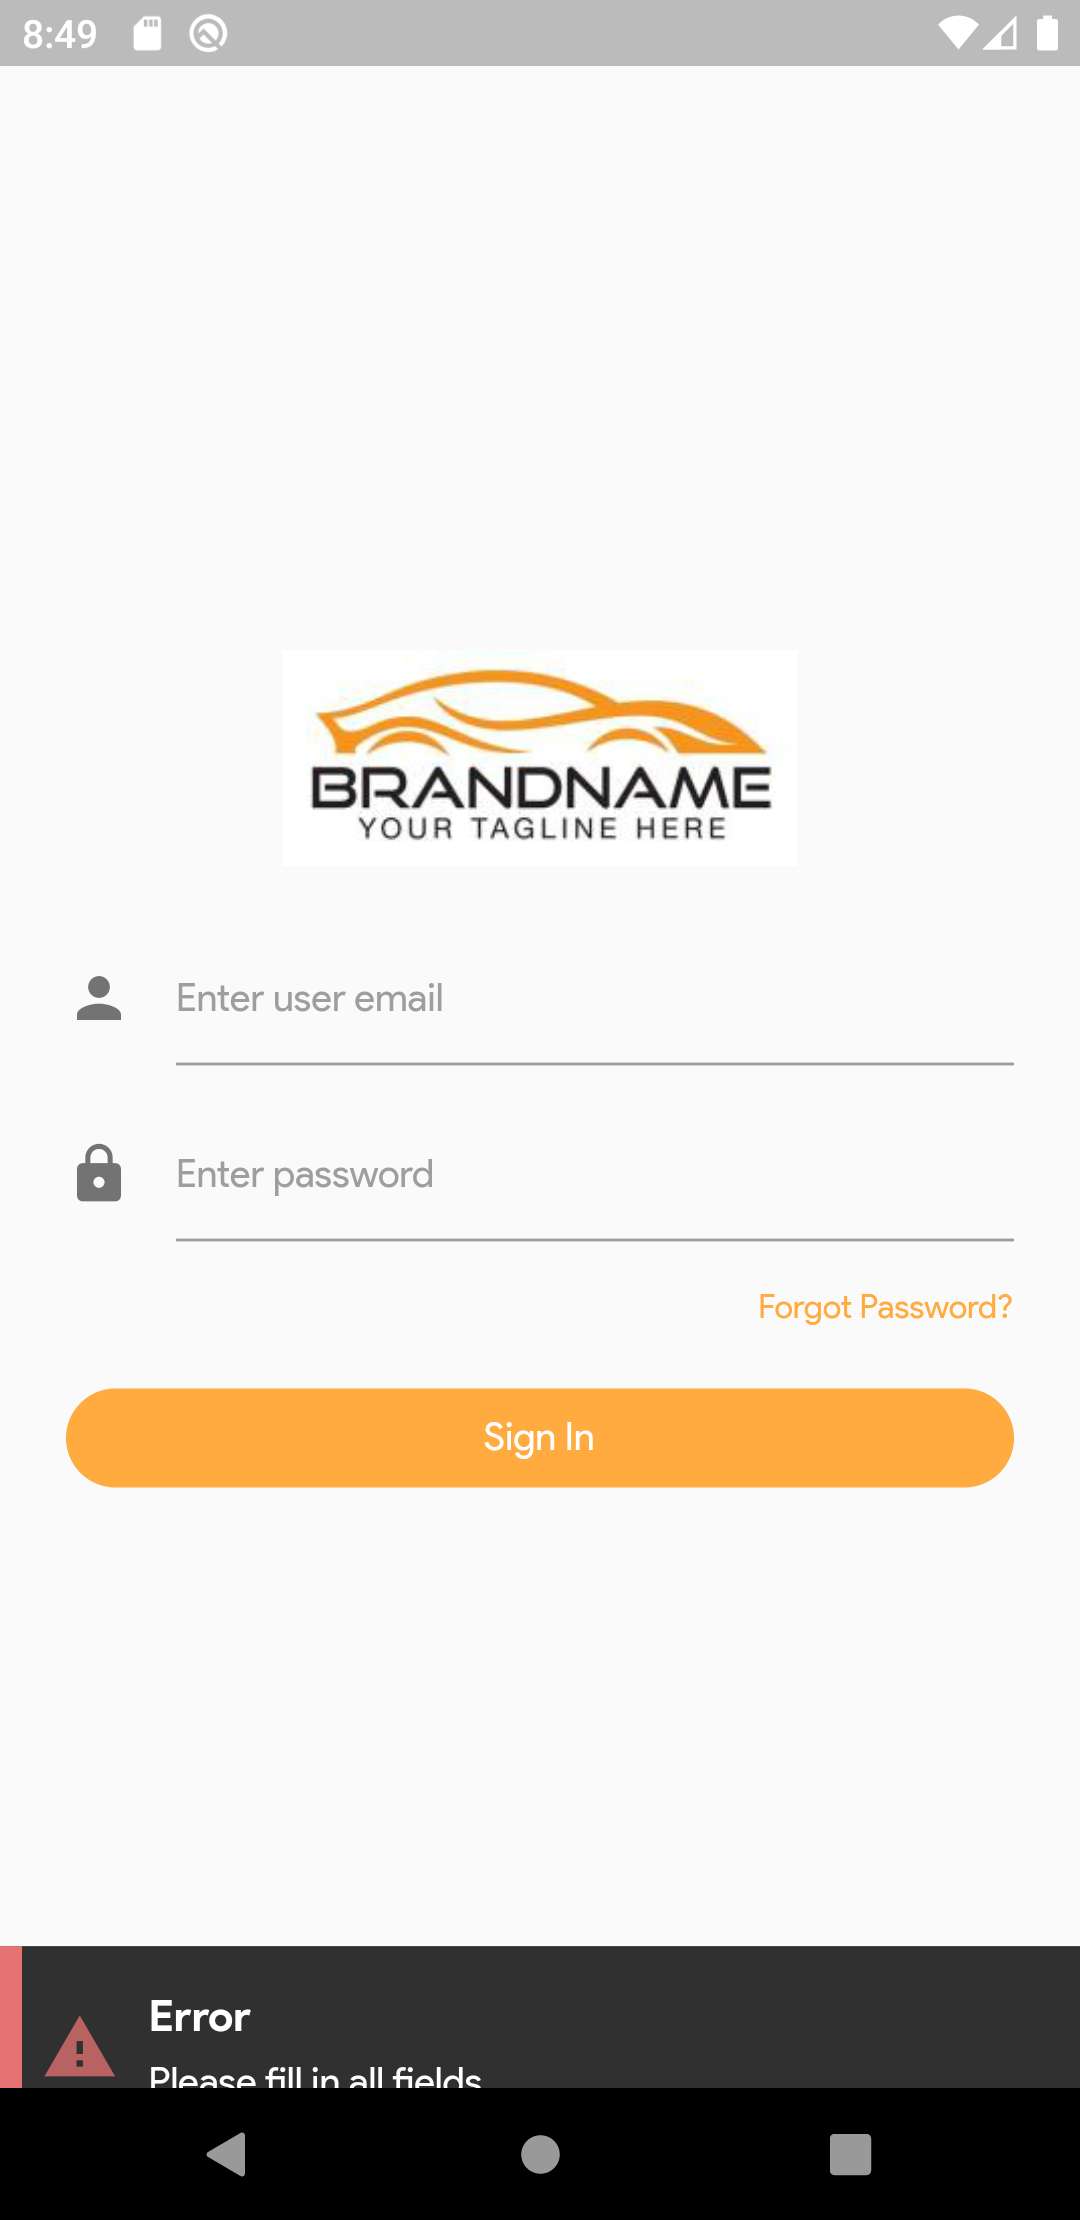 8:49
BRANDNAME
YOUR TAGLINE HERE
Enter user email
Enter password
Forgot Password?
Sign In
Error
Please fill in all fields